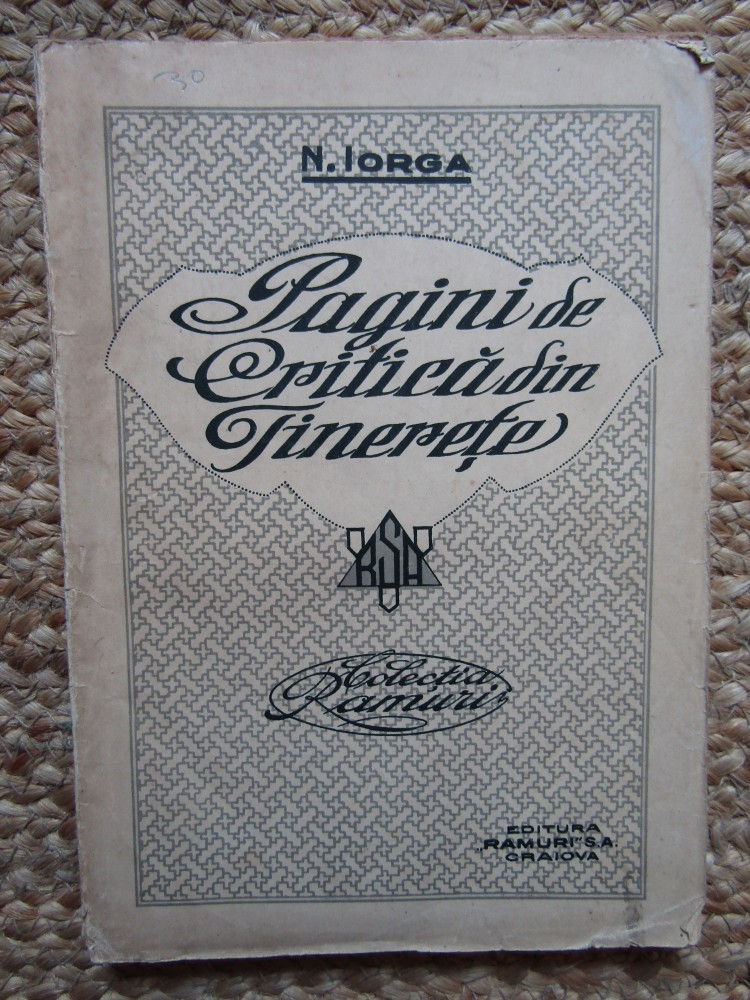 30
N. IORGA
Pagini de
Critică din
Tinerețe
RSA
Colecția
Ramuri
EDITURA
„RAMURI” S.A.
CRAIOVA